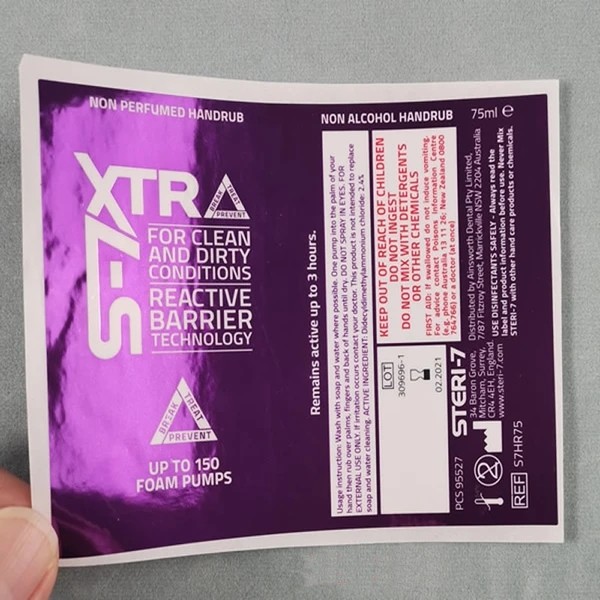 NON PERFUMED HANDRUB
S-7XTR
BREAK TREAT PREVENT
FOR CLEAN
AND DIRTY
CONDITIONS
REACTIVE
BARRIER
TECHNOLOGY
BREAK TREAT
PREVENT
UP TO 150
FOAM PUMPS
Remains active up to 3 hours.
NON ALCOHOL HANDRUB 75ml ℮
Usage instruction: Wash with soap and water where possible. One pump into the palm of your
hand then rub over palms, fingers and back of hands until dry. DO NOT SPRAY IN EYES. FOR
EXTERNAL USE ONLY. If irritation occurs contact your doctor. This product is not intended to replace
soap and water cleaning. ACTIVE INGREDIENT: Didecyldimethylammonium chloride: 2.4%
KEEP OUT OF REACH OF CHILDREN
DO NOT INGEST
DO NOT MIX WITH DETERGENTS
OR OTHER CHEMICALS
FIRST AID: If swallowed do not induce vomiting.
For advice contact Poisons Information Centre
(e.g. phone Australia 13 11 26; New Zealand 0800
764766) or a doctor (at once)
LOT
309696-1
02.2021
STERI-7
34 Baron Grove,
Mitcham, Surrey,
CR4 4EH, England.
www.steri-7.com
Distributed by Ainsworth Dental Pty Limited,
7/87 Fitzroy Street, Marrickville NSW 2204 Australia
USE DISINFECTANTS SAFELY - Always read the
label and product information before use. Never Mix
STERI-7 with other hand care products or chemicals.
PCS 95527
REF S7HR75